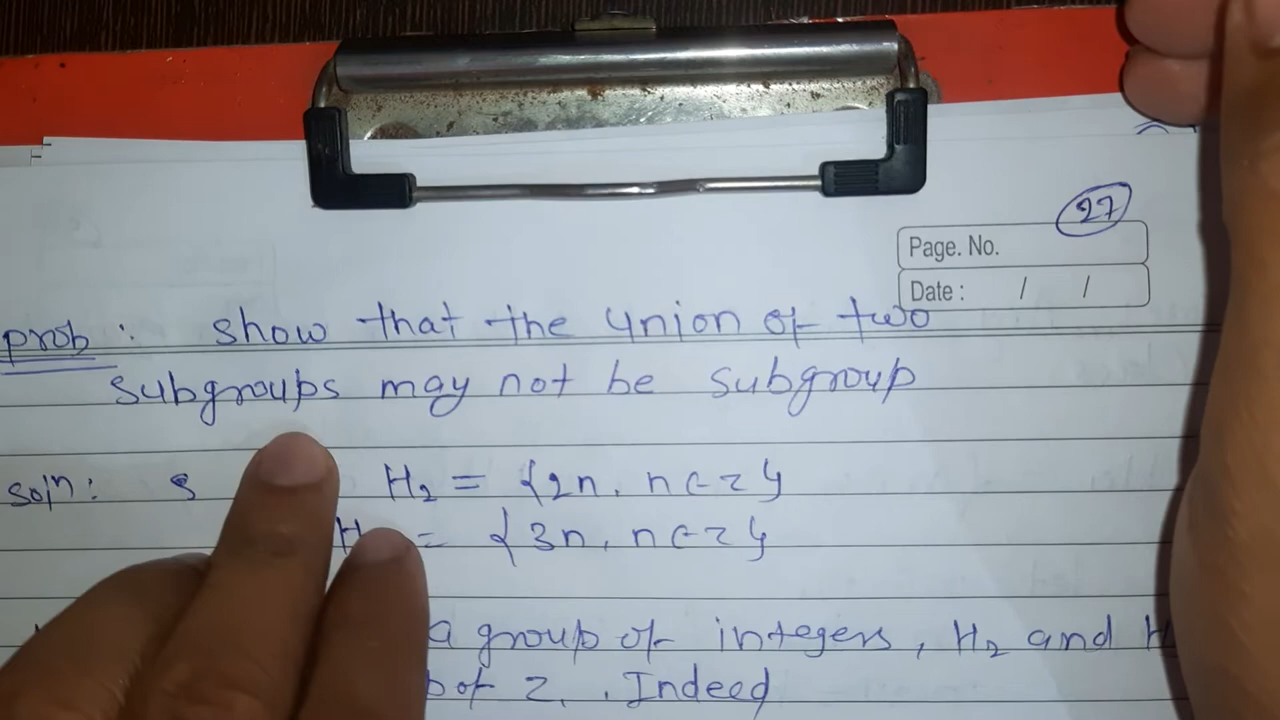 27
Page. No.
Date : / /
prob : show that the union of two
subgroups may not be subgroup
soln : H₂ = {2n, n ∈ z}
H = {3n, n ∈ z}
a group of integers, H₂ and H
of z, . Indeed